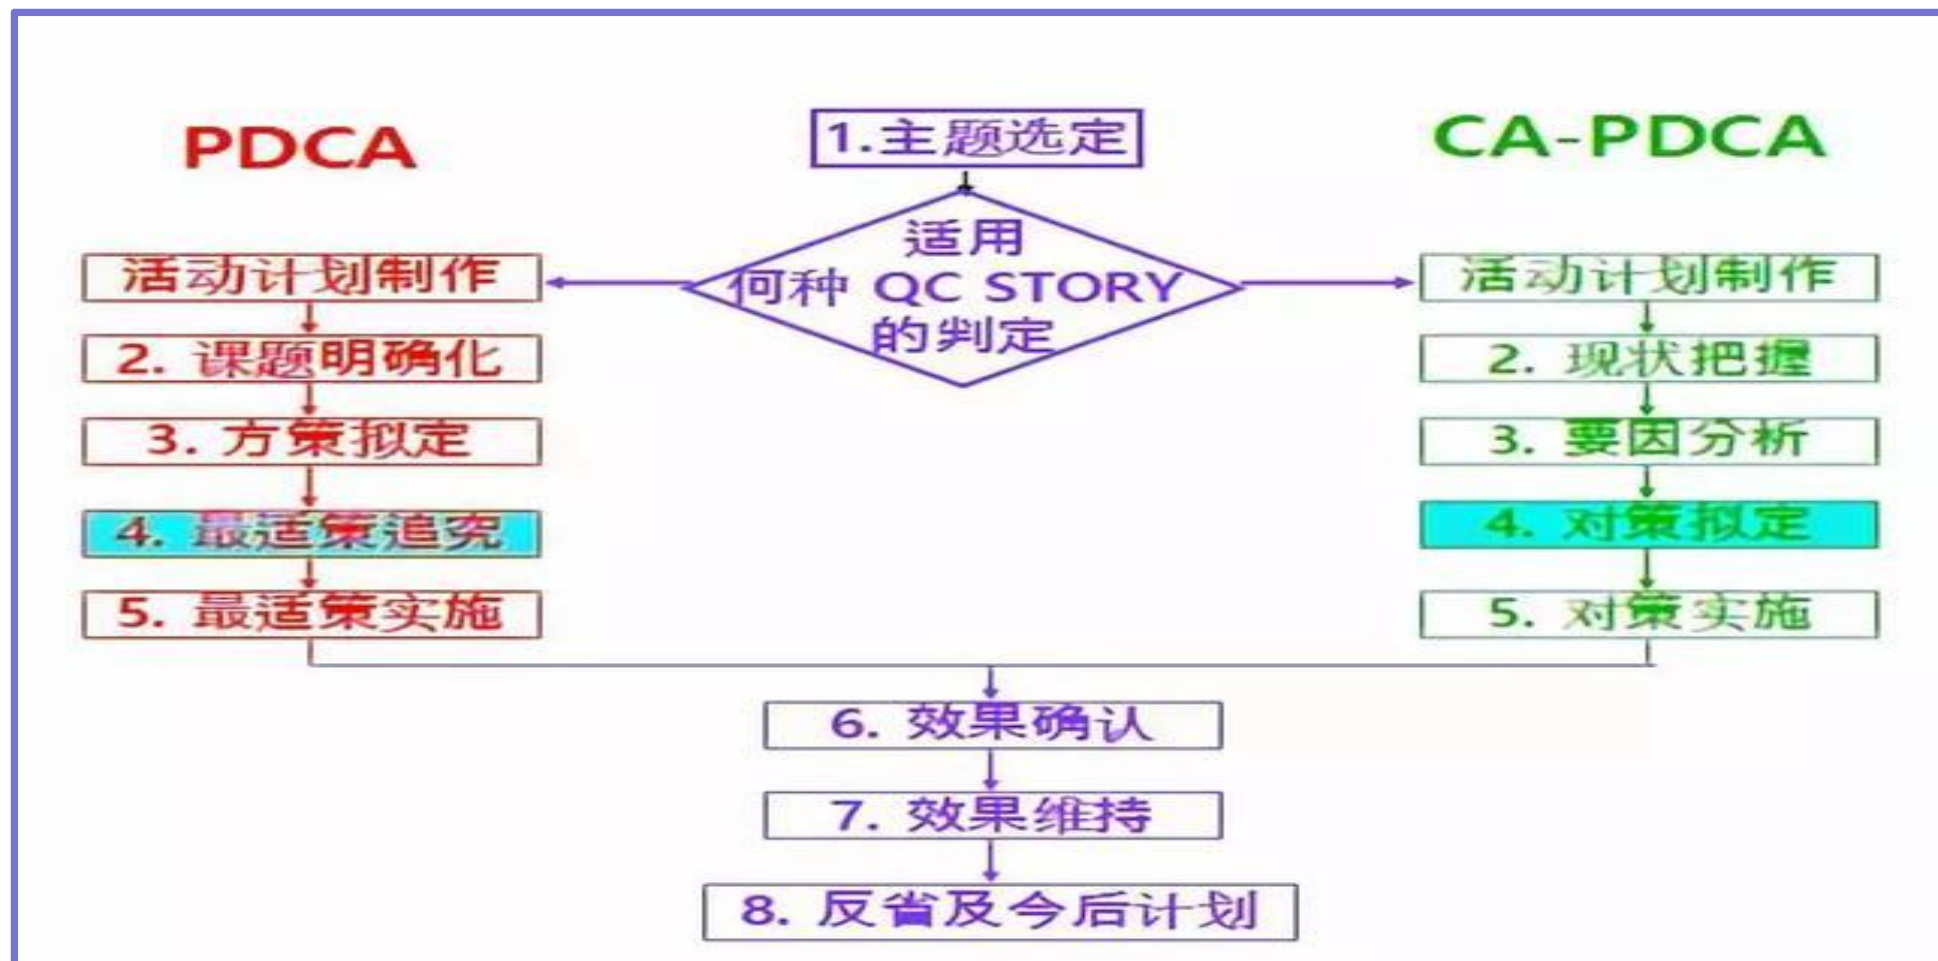 PDCA
1.主题选定
CA-PDCA
适用
何种 QC STORY
的判定
活动计划制作
2. 课题明确化
3. 方策拟定
4. 最适策追究
5. 最适策实施
活动计划制作
2. 现状把握
3. 要因分析
4. 对策拟定
5. 对策实施
6. 效果确认
7. 效果维持
8. 反省及今后计划